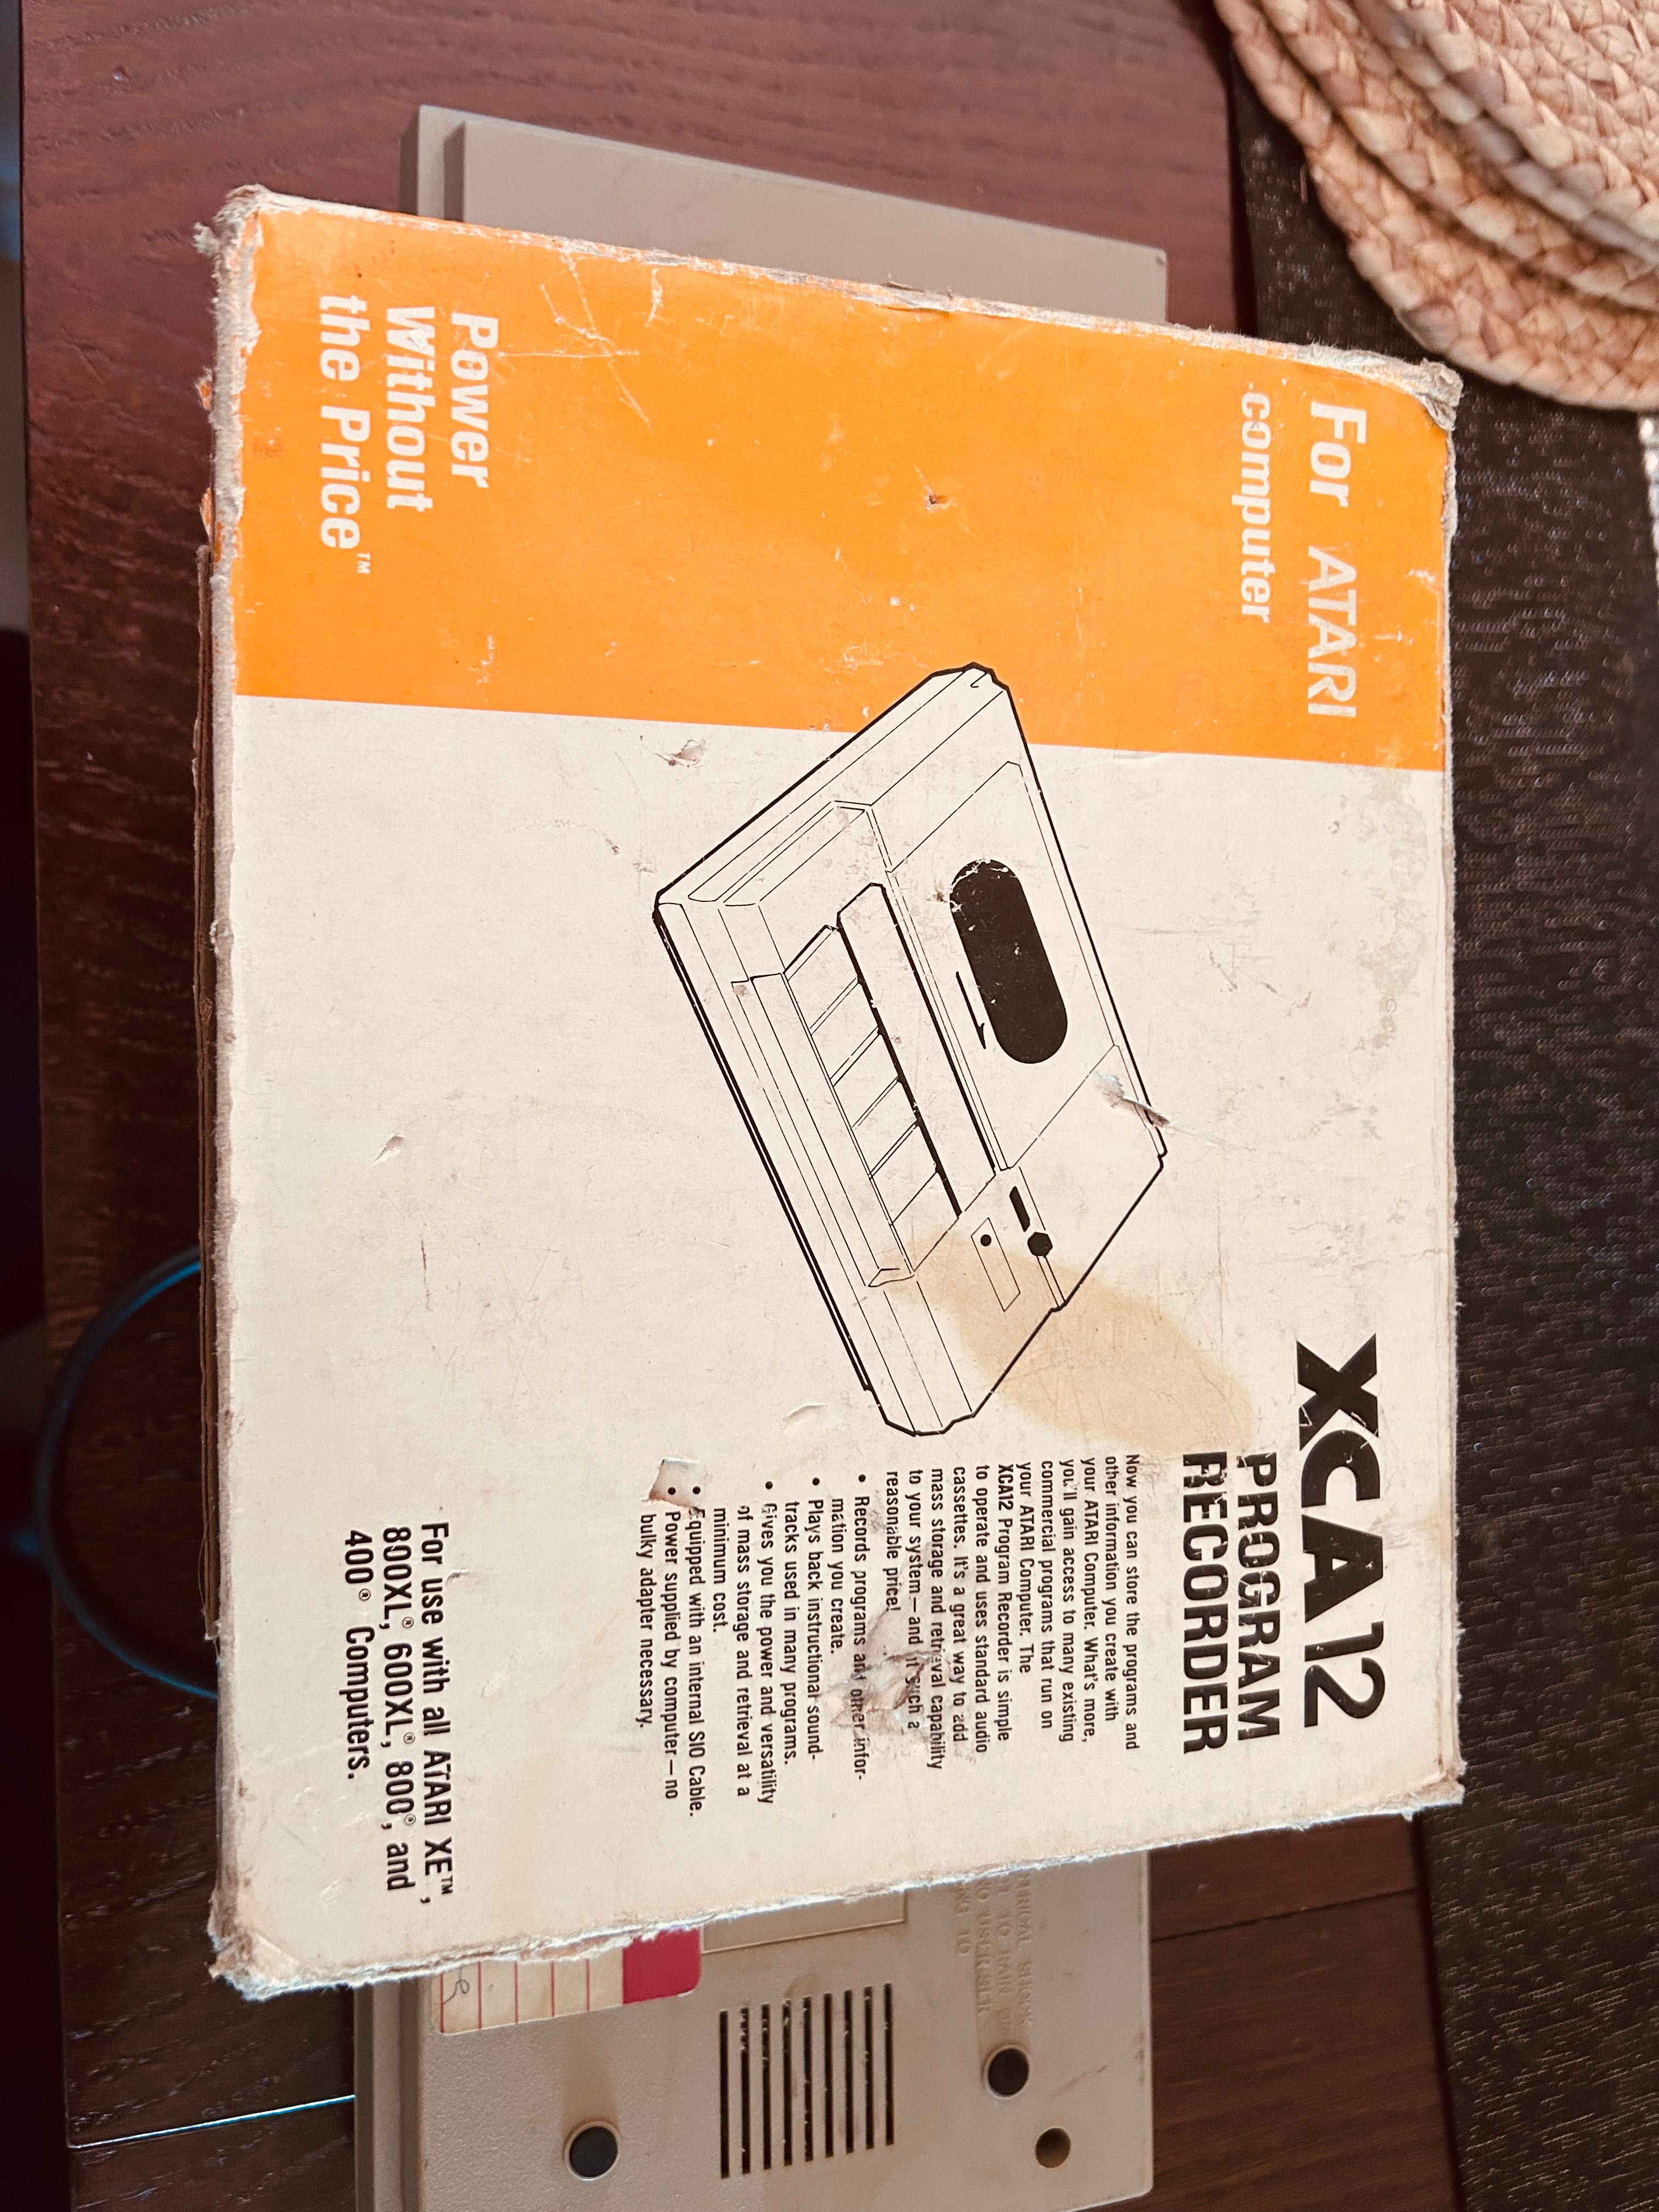 For ATARI
computer
Power
Without
the Price™
XCA12
PROGRAM
RECORDER
Now you can store the programs and
other information you create with
your ATARI Computer. What's more,
you'll gain access to many existing
commercial programs that run on
your ATARI Computer. The
XCA12 Program Recorder is simple
to operate and uses standard audio
cassettes. It's a great way to add
mass storage and retrieval capability
to your system—and at such a
reasonable price!
• Records programs and other infor-
mation you create.
• Plays back instructional sound-
tracks used in many programs.
• Gives you the power and versatility
of mass storage and retrieval at a
minimum cost.
• Equipped with an internal SIO Cable.
• Power supplied by computer—no
bulky adapter necessary.
For use with all ATARI XE™,
800XL®, 600XL®, 800®, and
400® Computers.
SHOCK
TO RAIN OR